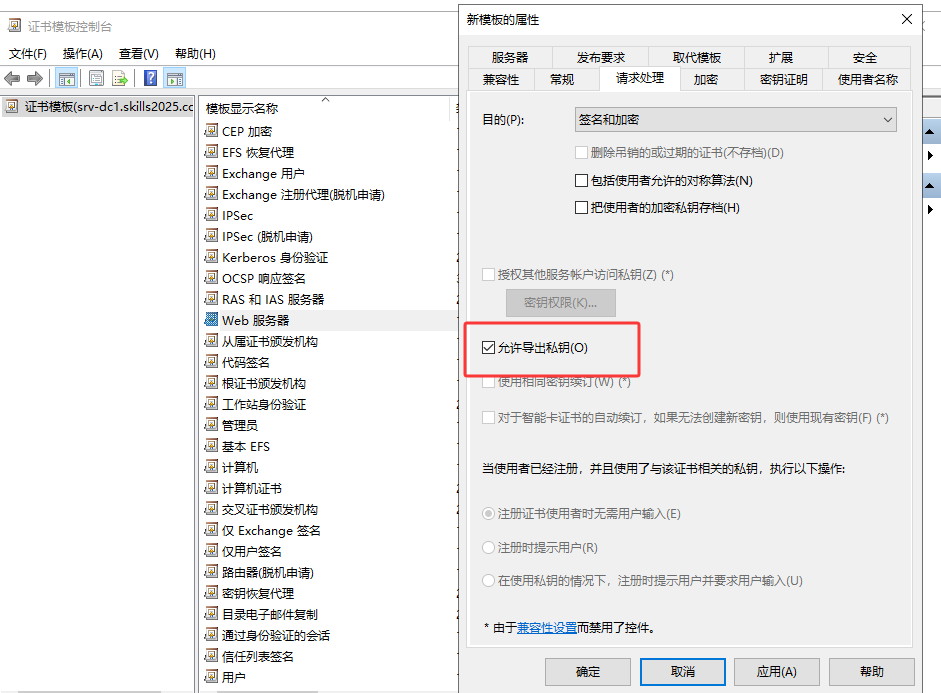 证书模板控制台
文件(F) 操作(A) 查看(V) 帮助(H)
证书模板(srv-dc1.skills2025.cc
模板显示名称
CEP 加密
EFS 恢复代理
Exchange 用户
Exchange 注册代理(脱机申请)
IPSec
IPSec (脱机申请)
Kerberos 身份验证
OCSP 响应签名
RAS 和 IAS 服务器
Web 服务器
从属证书颁发机构
代码签名
根证书颁发机构
工作站身份验证
管理员
基本 EFS
计算机
计算机证书
交叉证书颁发机构
仅 Exchange 签名
仅用户签名
路由器(脱机申请)
密钥恢复代理
目录电子邮件复制
通过身份验证的会话
信任列表签名
用户
新模板的属性
服务器 发布要求 取代模板 扩展 安全
兼容性 常规 请求处理 加密 密钥证明 使用者名称
目的(P): 签名和加密
删除吊销的或过期的证书(不存档)(D)
包括使用者允许的对称算法(N)
把使用者的加密私钥存档(H)
授权其他服务帐户访问私钥(Z) (*)
密钥权限(K)...
允许导出私钥(O)
使用相同密钥续订(W) (*)
对于智能卡证书的自动续订，如果无法创建新密钥，则使用现有密钥(F) (*)
当使用者已经注册，并且使用了与该证书相关的私钥，执行以下操作:
注册证书使用者时无需用户输入(E)
注册时提示用户(R)
在使用私钥的情况下，注册时提示用户并要求用户输入(U)
* 由于兼容性设置而禁用了控件。
确定 取消 应用(A) 帮助